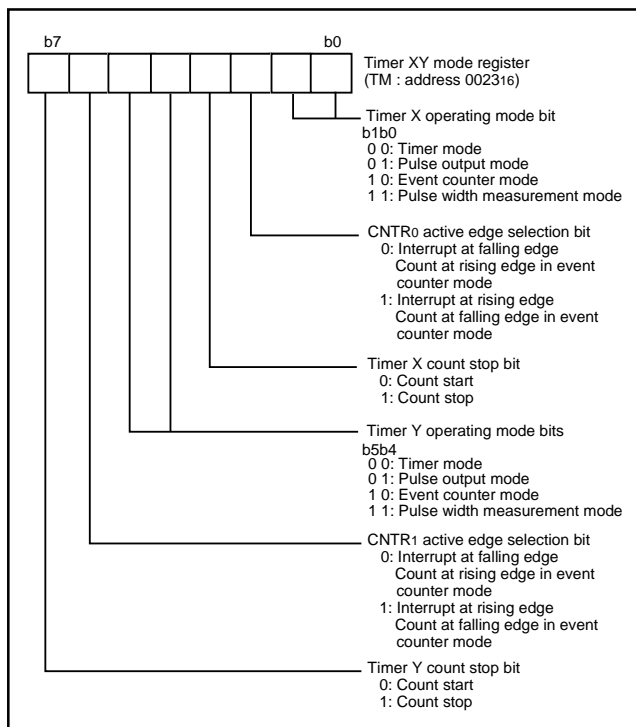 b7 b0
Timer XY mode register
(TM : address 002316)
Timer X operating mode bit
b1b0
0 0: Timer mode
0 1: Pulse output mode
1 0: Event counter mode
1 1: Pulse width measurement mode
CNTR0 active edge selection bit
0: Interrupt at falling edge
Count at rising edge in event
counter mode
1: Interrupt at rising edge
Count at falling edge in event
counter mode
Timer X count stop bit
0: Count start
1: Count stop
Timer Y operating mode bits
b5b4
0 0: Timer mode
0 1: Pulse output mode
1 0: Event counter mode
1 1: Pulse width measurement mode
CNTR1 active edge selection bit
0: Interrupt at falling edge
Count at rising edge in event
counter mode
1: Interrupt at rising edge
Count at falling edge in event
counter mode
Timer Y count stop bit
0: Count start
1: Count stop